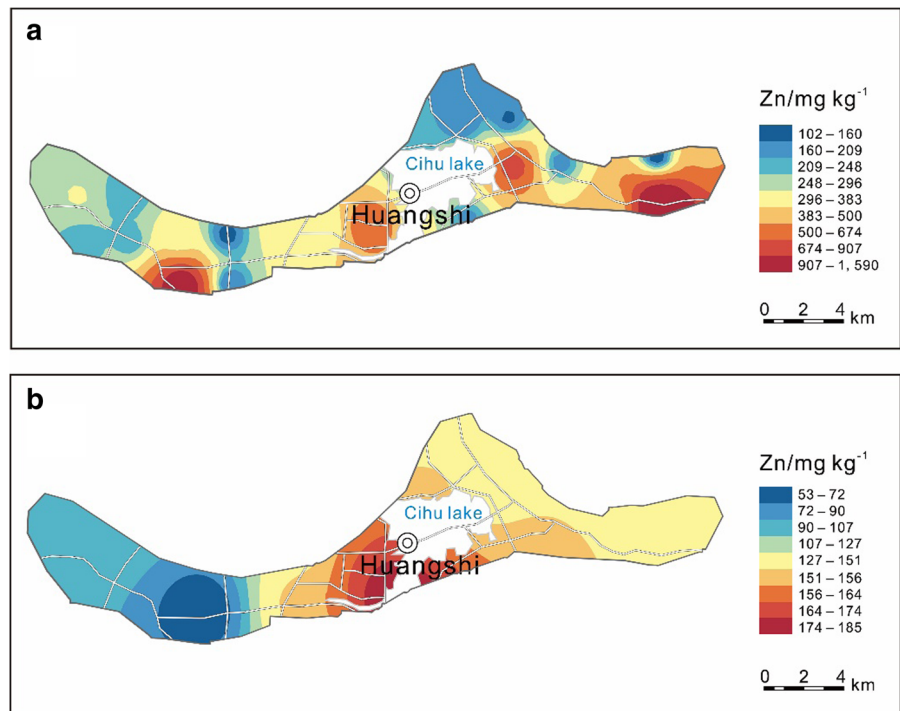 a
Zn/mg kg⁻¹
102 – 160
160 – 209
209 – 248
248 – 296
296 – 383
383 – 500
500 – 674
674 – 907
907 – 1, 590
Cihu lake
Huangshi
0 2 4
km
b
Zn/mg kg⁻¹
53 – 72
72 – 90
90 – 107
107 – 127
127 – 151
151 – 156
156 – 164
164 – 174
174 – 185
Cihu lake
Huangshi
0 2 4
km